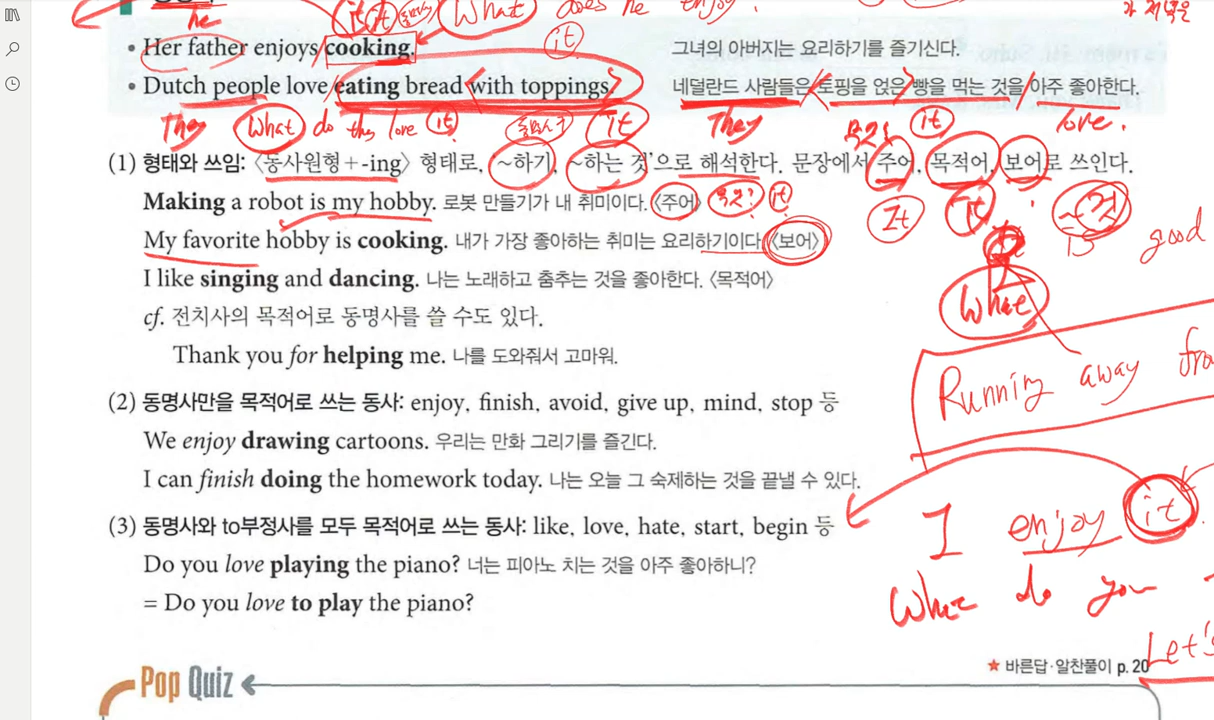 he it it What does he enjoy?
• Her father enjoys cooking. it 그녀의 아버지는 요리하기를 즐기신다.
• Dutch people love eating bread with toppings. 네덜란드 사람들은 토핑을 얹은 빵을 먹는 것을 아주 좋아한다.
They What do they love it. it They it love.
(1) 형태와 쓰임: 〈동사원형+-ing〉 형태로, ‘~하기, ~하는 것’으로 해석한다. 문장에서 주어, 목적어, 보어로 쓰인다.
Making a robot is my hobby. 로봇 만들기가 내 취미이다. 〈주어〉 무엇? it It it ~것
My favorite hobby is cooking. 내가 가장 좋아하는 취미는 요리하기이다. 〈보어〉 is good
I like singing and dancing. 나는 노래하고 춤추는 것을 좋아한다. 〈목적어〉
What
cf. 전치사의 목적어로 동명사를 쓸 수도 있다.
Thank you for helping me. 나를 도와줘서 고마워.
Running away
(2) 동명사만을 목적어로 쓰는 동사: enjoy, finish, avoid, give up, mind, stop 등
We enjoy drawing cartoons. 우리는 만화 그리기를 즐긴다.
I can finish doing the homework today. 나는 오늘 그 숙제하는 것을 끝낼 수 있다.
(3) 동명사와 to부정사를 모두 목적어로 쓰는 동사: like, love, hate, start, begin 등
I enjoy it.
Do you love playing the piano? 너는 피아노 치는 것을 아주 좋아하니?
= Do you love to play the piano?
What do you
Let's
★ 바른답·알찬풀이 p. 20
Pop Quiz